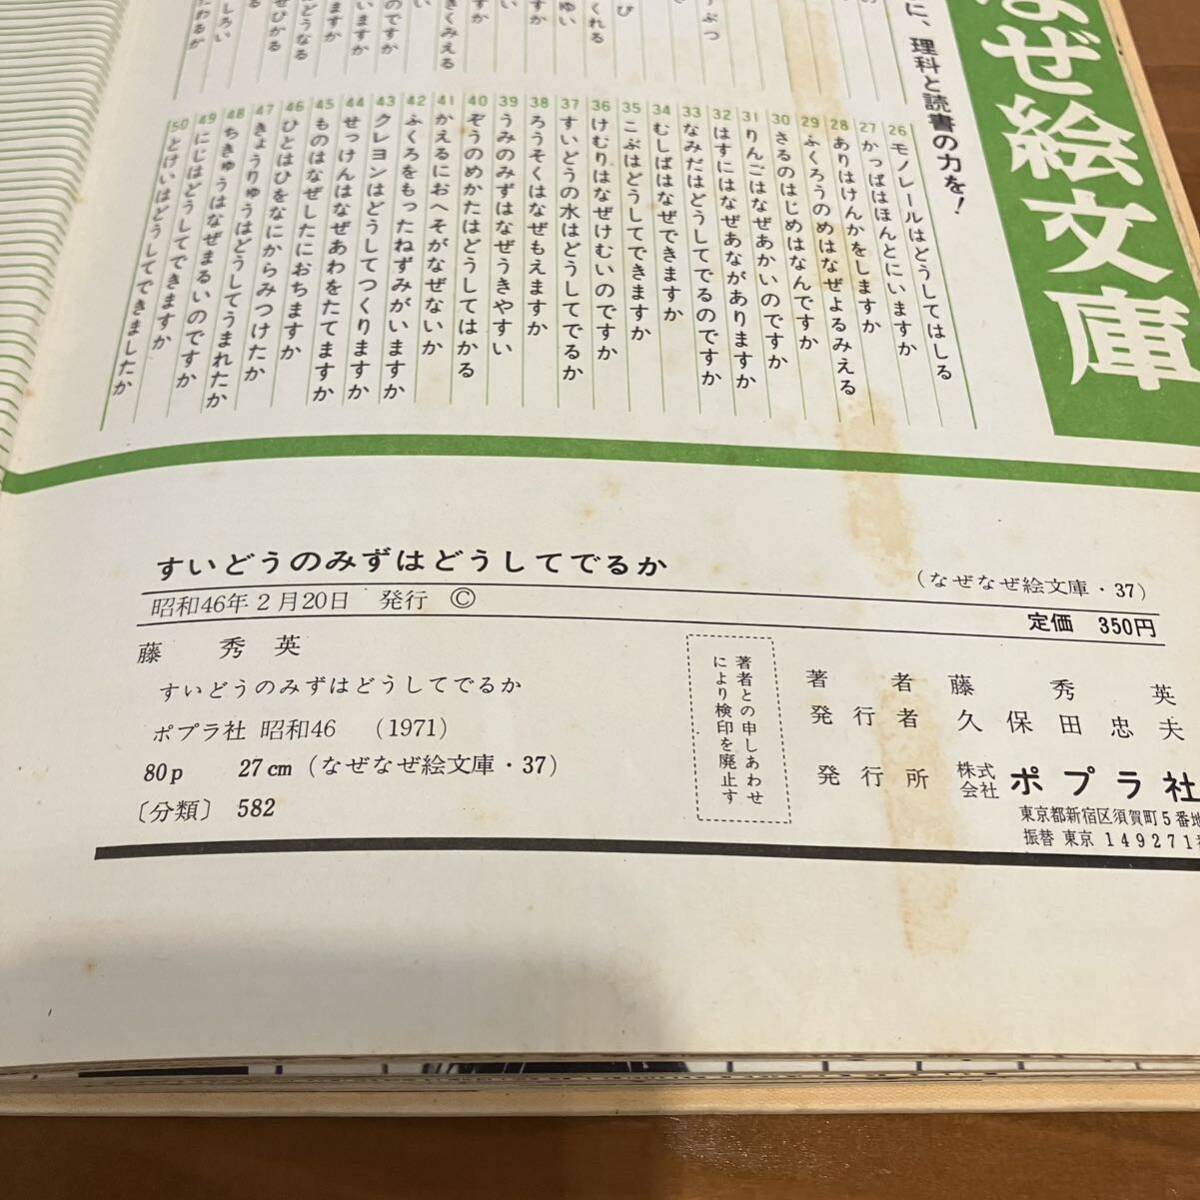 なぜ絵文庫
に、理科と読書の力を!
26 モノレールはどうしてはしる
27 かっぱはほんとにいますか
28 ありはけんかをしますか
29 ふくろうのめはなぜよるみえる
30 さるのはじめはなんですか
31 りんごはなぜあかいのですか
32 はすにはなぜあながありますか
33 なみだはどうしてでるのですか
34 むしばはなぜできますか
35 こぶはどうしてできますか
36 けむりはなぜけむいのですか
37 すいどうの水はどうしてでるか
38 ろうそくはなぜもえますか
39 うみのみずはなぜうきやすい
40 ぞうのめかたはどうしてはかる
41 かえるにおへそがなぜないか
42 ふくろをもったねずみがいますか
43 クレヨンはどうしてつくりますか
44 せっけんはなぜあわをたてますか
45 ものはなぜしたにおちますか
46 ひとはひをなにからみつけたか
47 きょうりゅうはどうしてうまれたか
48 ちきゅうはなぜまるいのですか
49 にじはどうしてできますか
50 とけいはどうしてできましたか
すいどうのみずはどうしてでるか
(なぜなぜ絵文庫・37)
昭和46年2月20日 発行 ©
定価 350円
藤 秀英
すいどうのみずはどうしてでるか
ポプラ社 昭和46 (1971)
80p 27cm (なぜなぜ絵文庫・37)
〔分類〕 582
著者との申しあわせ
により検印を廃止す
著者 藤秀英
発行者 久保田忠夫
発行所 株式会社 ポプラ社
東京都新宿区須賀町5番地
振替 東京 149271